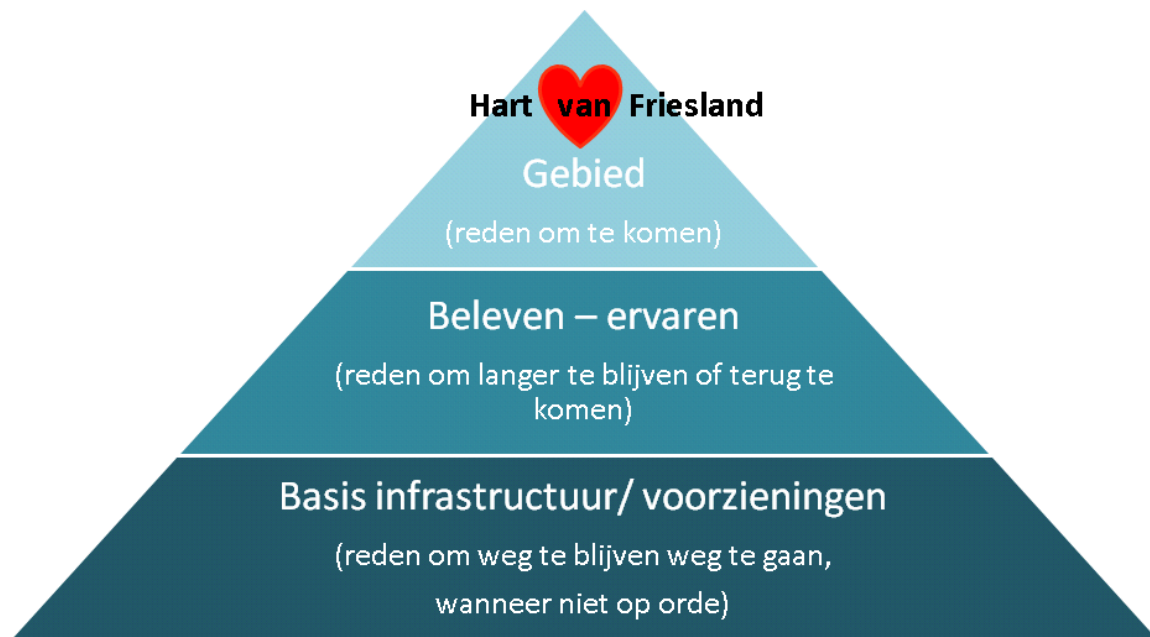 Hart van Friesland
Gebied
(reden om te komen)
Beleven – ervaren
(reden om langer te blijven of terug te
komen)
Basis infrastructuur/ voorzieningen
(reden om weg te blijven weg te gaan,
wanneer niet op orde)